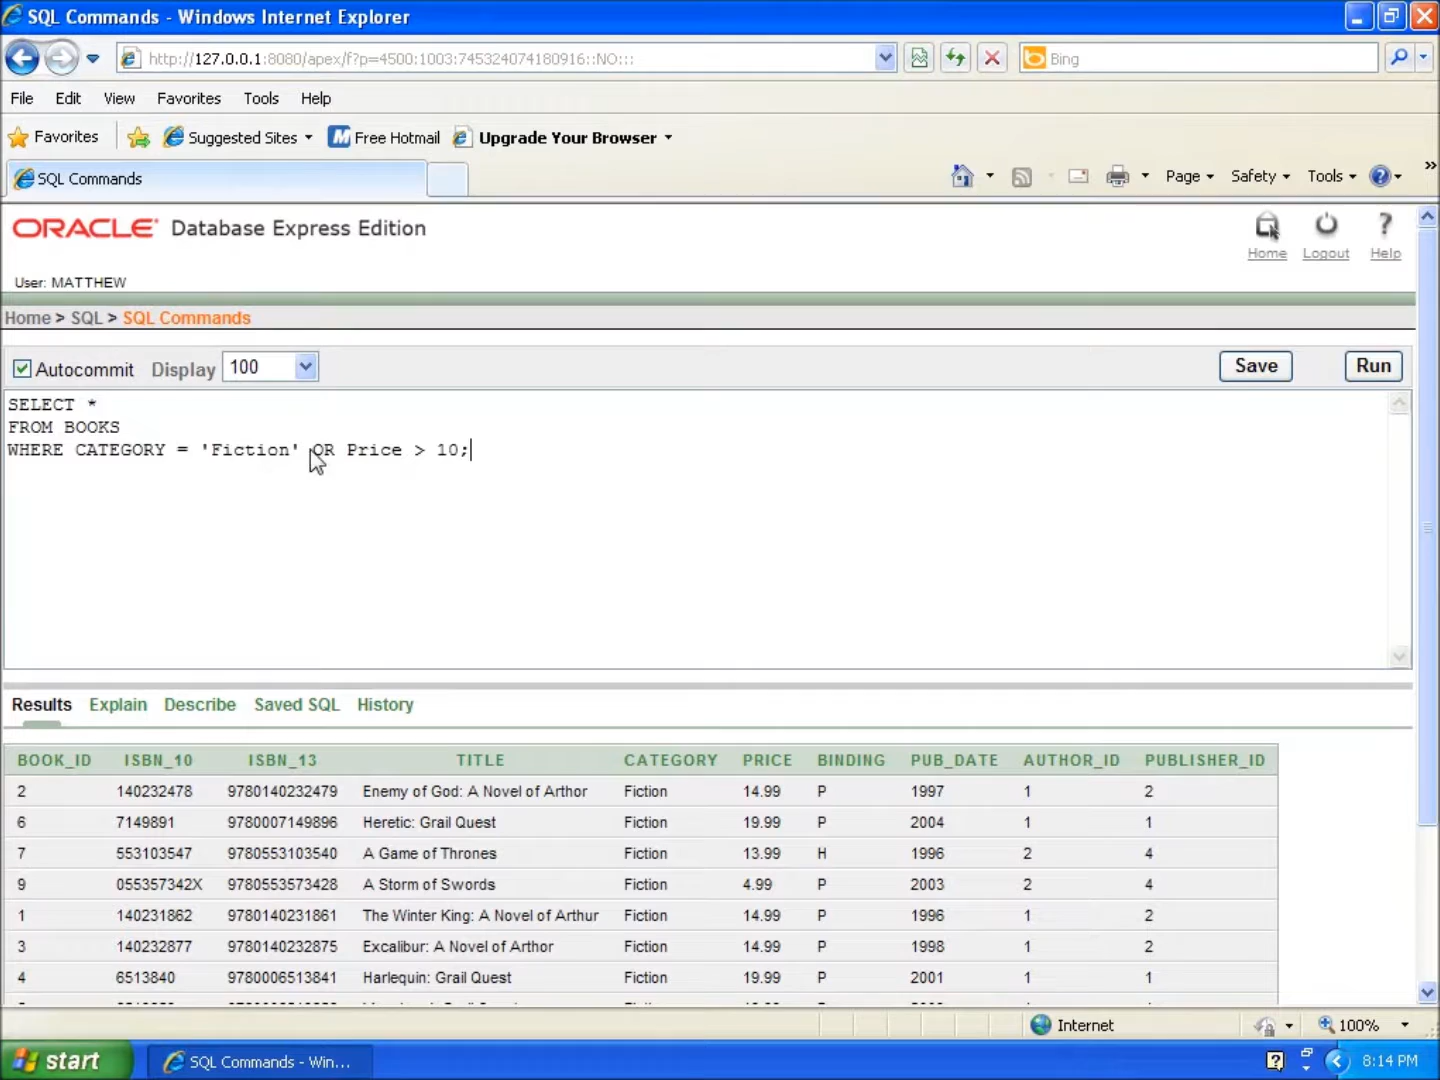 SQL Commands - Windows Internet Explorer
http://127.0.0.1:8080/apex/f?p=4500:1003:745324074180916::NO:::
Bing
File Edit View Favorites Tools Help
Favorites Suggested Sites Free Hotmail Upgrade Your Browser
SQL Commands Page Safety Tools
ORACLE Database Express Edition
Home Logout Help
User: MATTHEW
Home > SQL > SQL Commands
Autocommit Display 100 Save Run
SELECT *
FROM BOOKS
WHERE CATEGORY = 'Fiction' OR Price > 10;
Results Explain Describe Saved SQL History
BOOK_ID ISBN_10 ISBN_13 TITLE CATEGORY PRICE BINDING PUB_DATE AUTHOR_ID PUBLISHER_ID
2 140232478 9780140232479 Enemy of God: A Novel of Arthor Fiction 14.99 P 1997 1 2
6 7149891 9780007149896 Heretic: Grail Quest Fiction 19.99 P 2004 1 1
7 553103547 9780553103540 A Game of Thrones Fiction 13.99 H 1996 2 4
9 055357342X 9780553573428 A Storm of Swords Fiction 4.99 P 2003 2 4
1 140231862 9780140231861 The Winter King: A Novel of Arthur Fiction 14.99 P 1996 1 2
3 140232877 9780140232875 Excalibur: A Novel of Arthor Fiction 14.99 P 1998 1 2
4 6513840 9780006513841 Harlequin: Grail Quest Fiction 19.99 P 2001 1 1
Internet 100%
start SQL Commands - Win... 8:14 PM